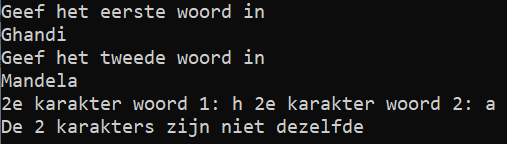 Geef het eerste woord in
Ghandi
Geef het tweede woord in
Mandela
2e karakter woord 1: h 2e karakter woord 2: a
De 2 karakters zijn niet dezelfde